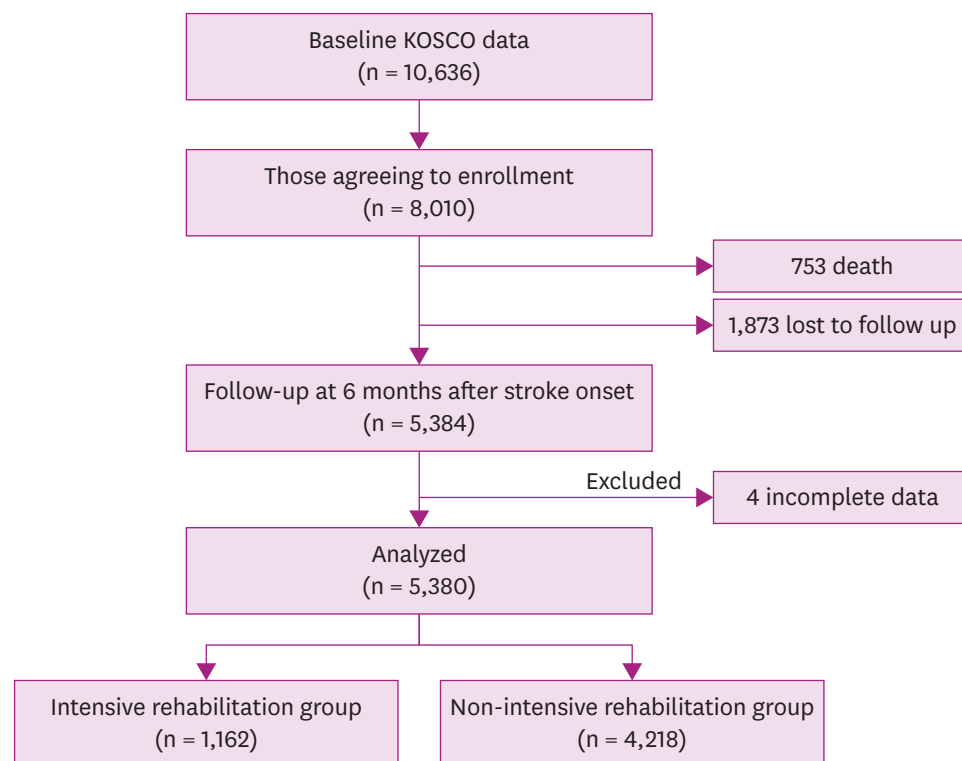 Baseline KOSCO data
(n = 10,636)
Those agreeing to enrollment
(n = 8,010)
753 death
1,873 lost to follow up
Follow-up at 6 months after stroke onset
(n = 5,384)
Excluded
4 incomplete data
Analyzed
(n = 5,380)
Intensive rehabilitation group
(n = 1,162)
Non-intensive rehabilitation group
(n = 4,218)